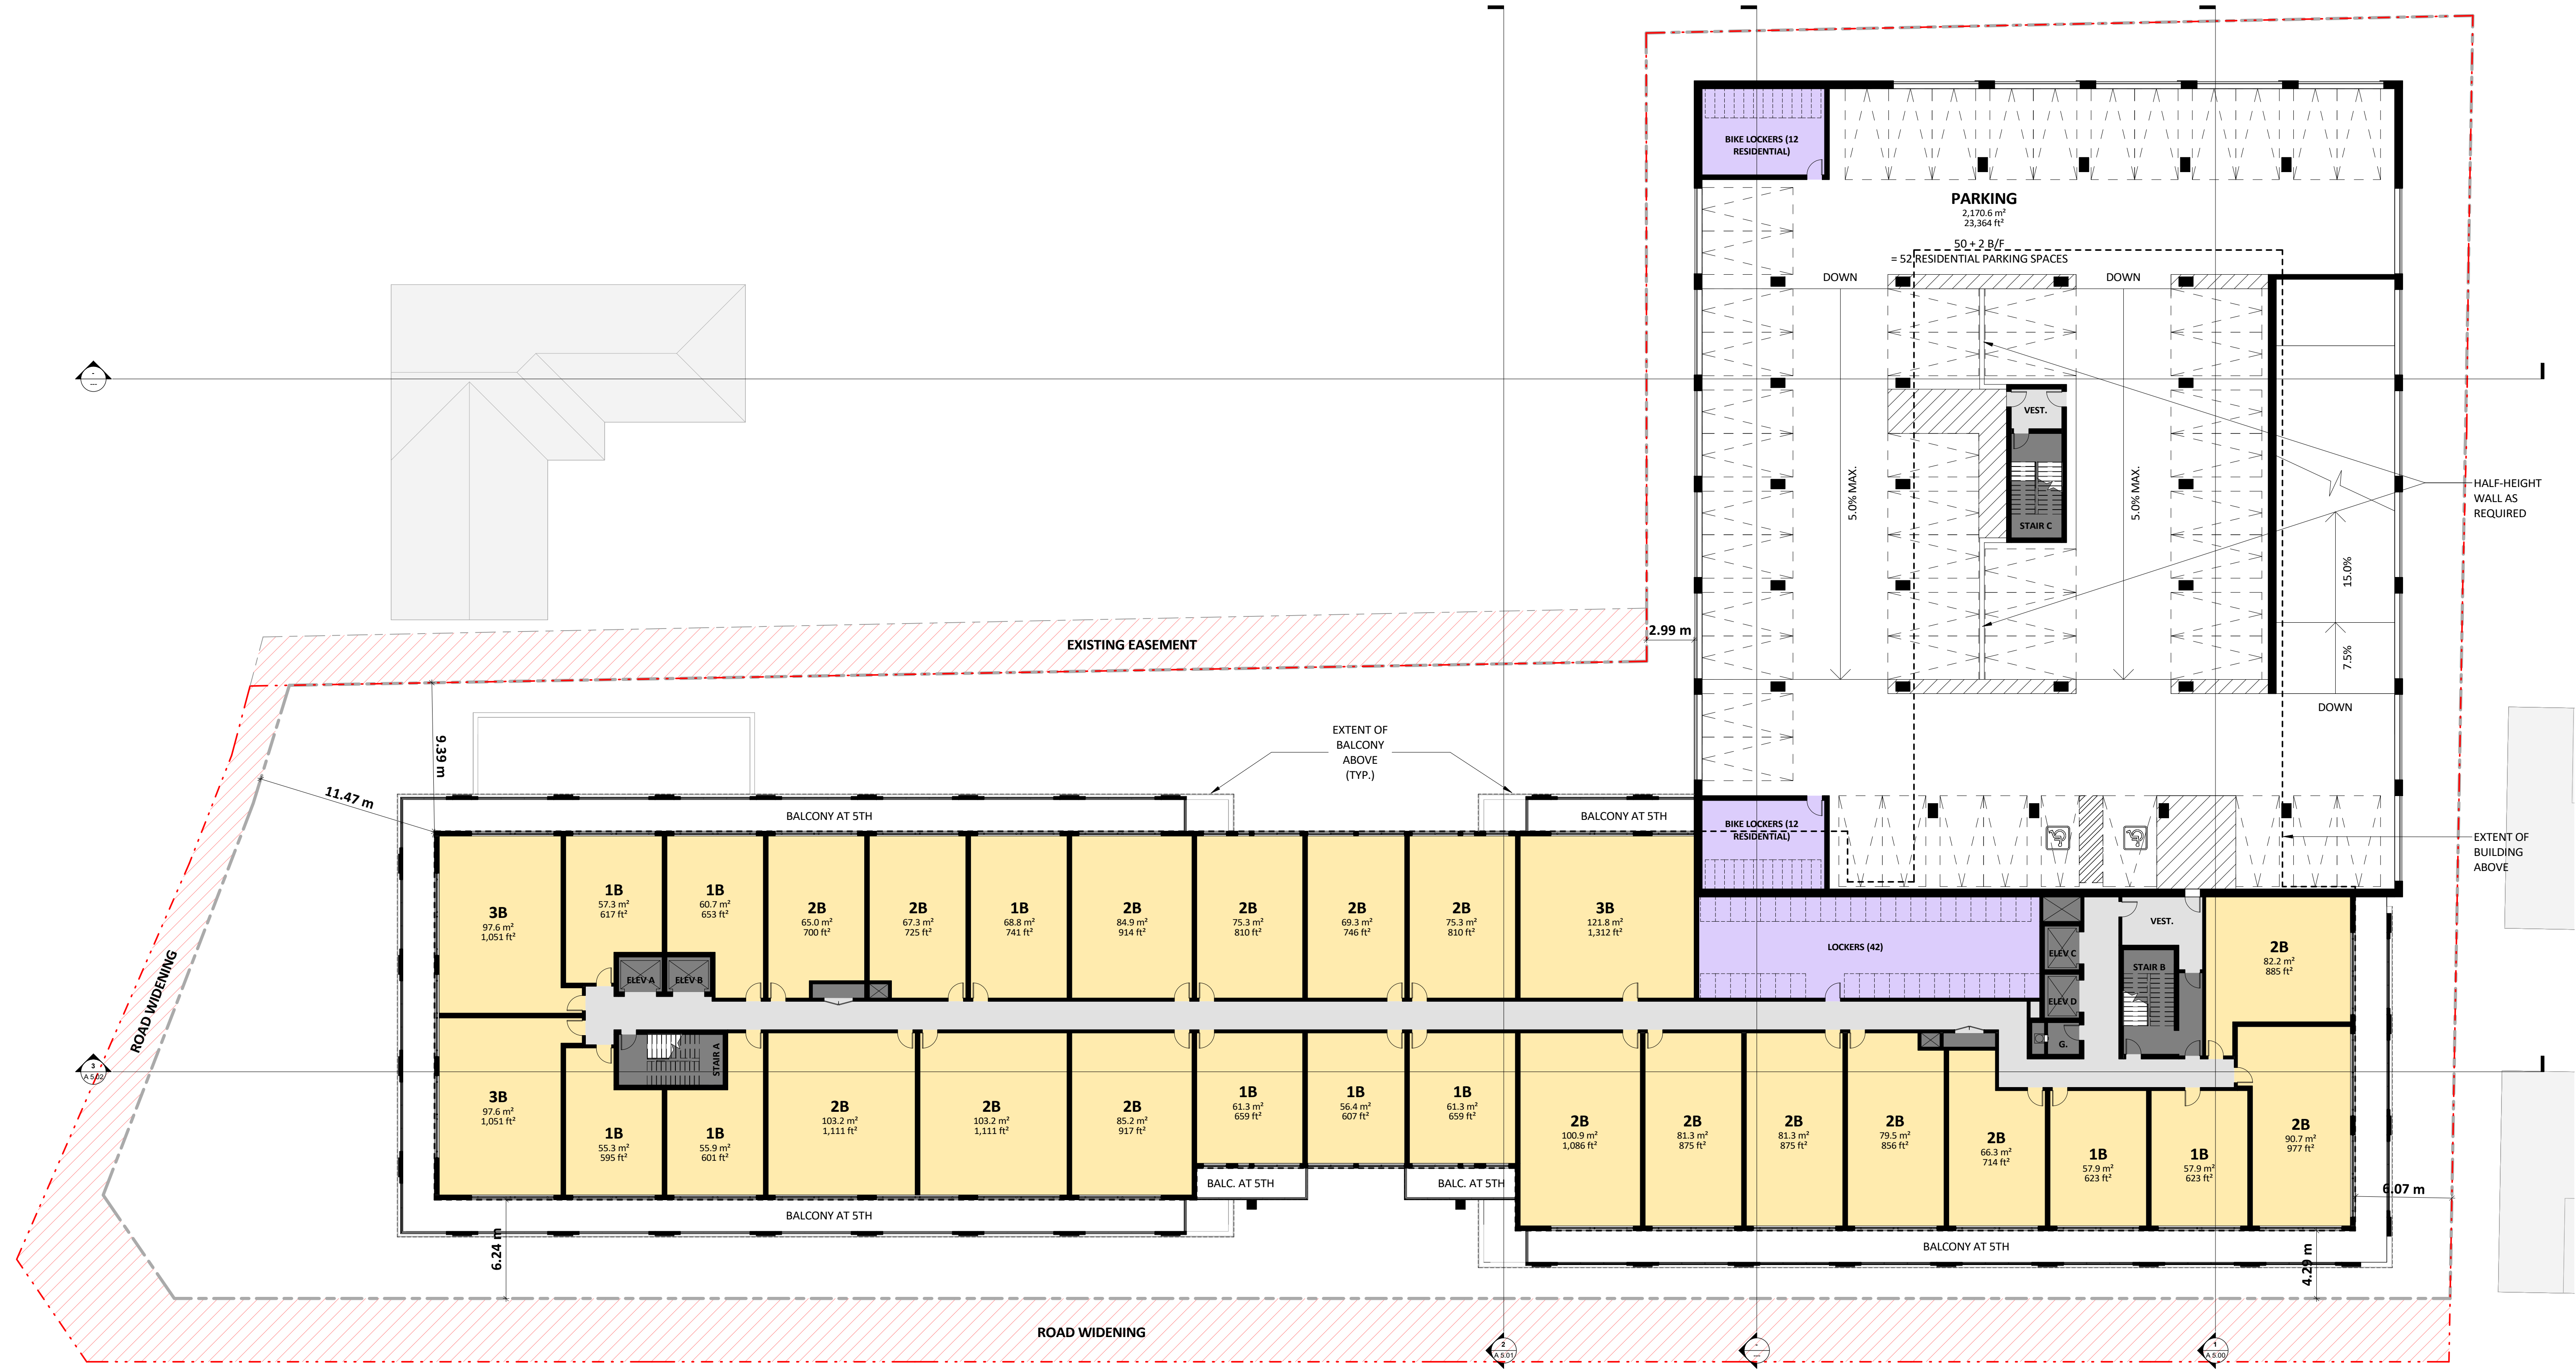 BIKE LOCKERS (12
RESIDENTIAL)
PARKING
2,170.6 m²
23,364 ft²
50 + 2 B/F
= 52 RESIDENTIAL PARKING SPACES
DOWN
DOWN
-
---
VEST.
STAIR C
5.0% MAX.
5.0% MAX.
15.0%
7.5%
DOWN
HALF-HEIGHT
WALL AS
REQUIRED
2.99 m
EXISTING EASEMENT
9.39 m
11.47 m
EXTENT OF
BALCONY
ABOVE
(TYP.)
BALCONY AT 5TH
BALCONY AT 5TH
BIKE LOCKERS (12
RESIDENTIAL)
EXTENT OF
BUILDING
ABOVE
3B
97.6 m²
1,051 ft²
1B
57.3 m²
617 ft²
1B
60.7 m²
653 ft²
2B
65.0 m²
700 ft²
2B
67.3 m²
725 ft²
1B
68.8 m²
741 ft²
2B
84.9 m²
914 ft²
2B
75.3 m²
810 ft²
2B
69.3 m²
746 ft²
2B
75.3 m²
810 ft²
3B
121.8 m²
1,312 ft²
LOCKERS (42)
VEST.
ELEV C
STAIR B
2B
82.2 m²
885 ft²
ELEV A
ELEV B
ELEV D
G.
ROAD WIDENING
3
A 5.02
STAIR A
3B
97.6 m²
1,051 ft²
1B
55.3 m²
595 ft²
1B
55.9 m²
601 ft²
2B
103.2 m²
1,111 ft²
2B
103.2 m²
1,111 ft²
2B
85.2 m²
917 ft²
1B
61.3 m²
659 ft²
1B
56.4 m²
607 ft²
1B
61.3 m²
659 ft²
2B
100.9 m²
1,086 ft²
2B
81.3 m²
875 ft²
2B
81.3 m²
875 ft²
2B
79.5 m²
856 ft²
2B
66.3 m²
714 ft²
1B
57.9 m²
623 ft²
1B
57.9 m²
623 ft²
2B
90.7 m²
977 ft²
BALC. AT 5TH
BALC. AT 5TH
6.07 m
BALCONY AT 5TH
6.24 m
BALCONY AT 5TH
4.29 m
ROAD WIDENING
2
A 5.01
-
---
1
A 5.00